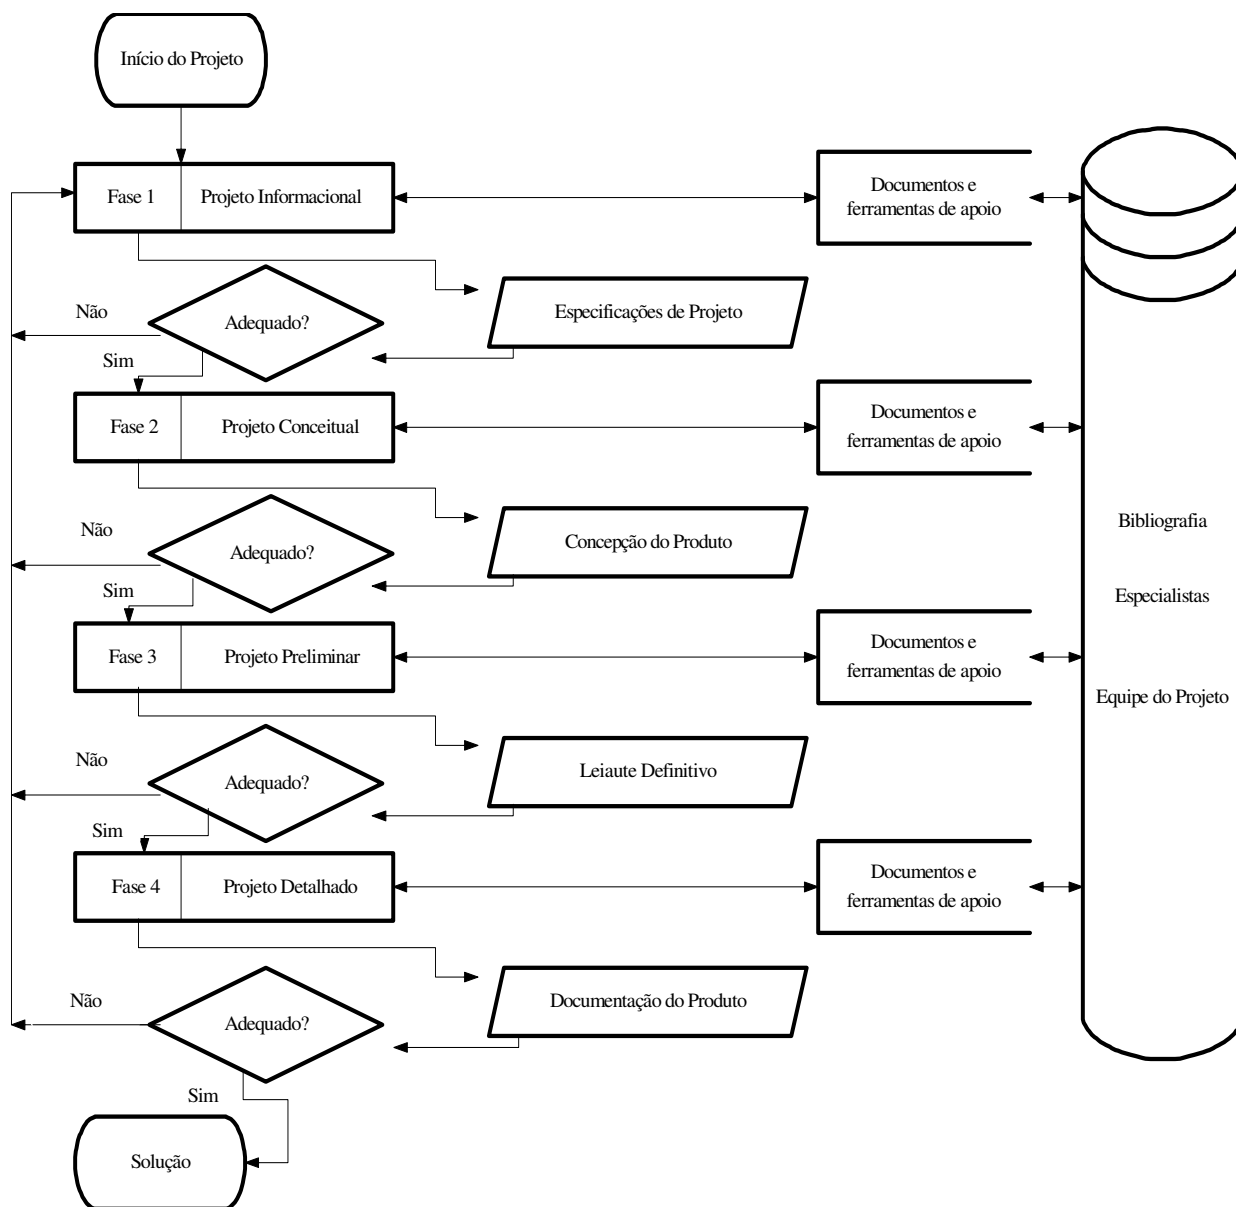 Início do Projeto
Fase 1
Projeto Informacional
Documentos e
ferramentas de apoio
Não
Adequado?
Especificações de Projeto
Sim
Fase 2
Projeto Conceitual
Documentos e
ferramentas de apoio
Não
Adequado?
Concepção do Produto
Bibliografia
Sim
Especialistas
Fase 3
Projeto Preliminar
Documentos e
ferramentas de apoio
Equipe do Projeto
Não
Adequado?
Leiaute Definitivo
Sim
Fase 4
Projeto Detalhado
Documentos e
ferramentas de apoio
Não
Adequado?
Documentação do Produto
Sim
Solução